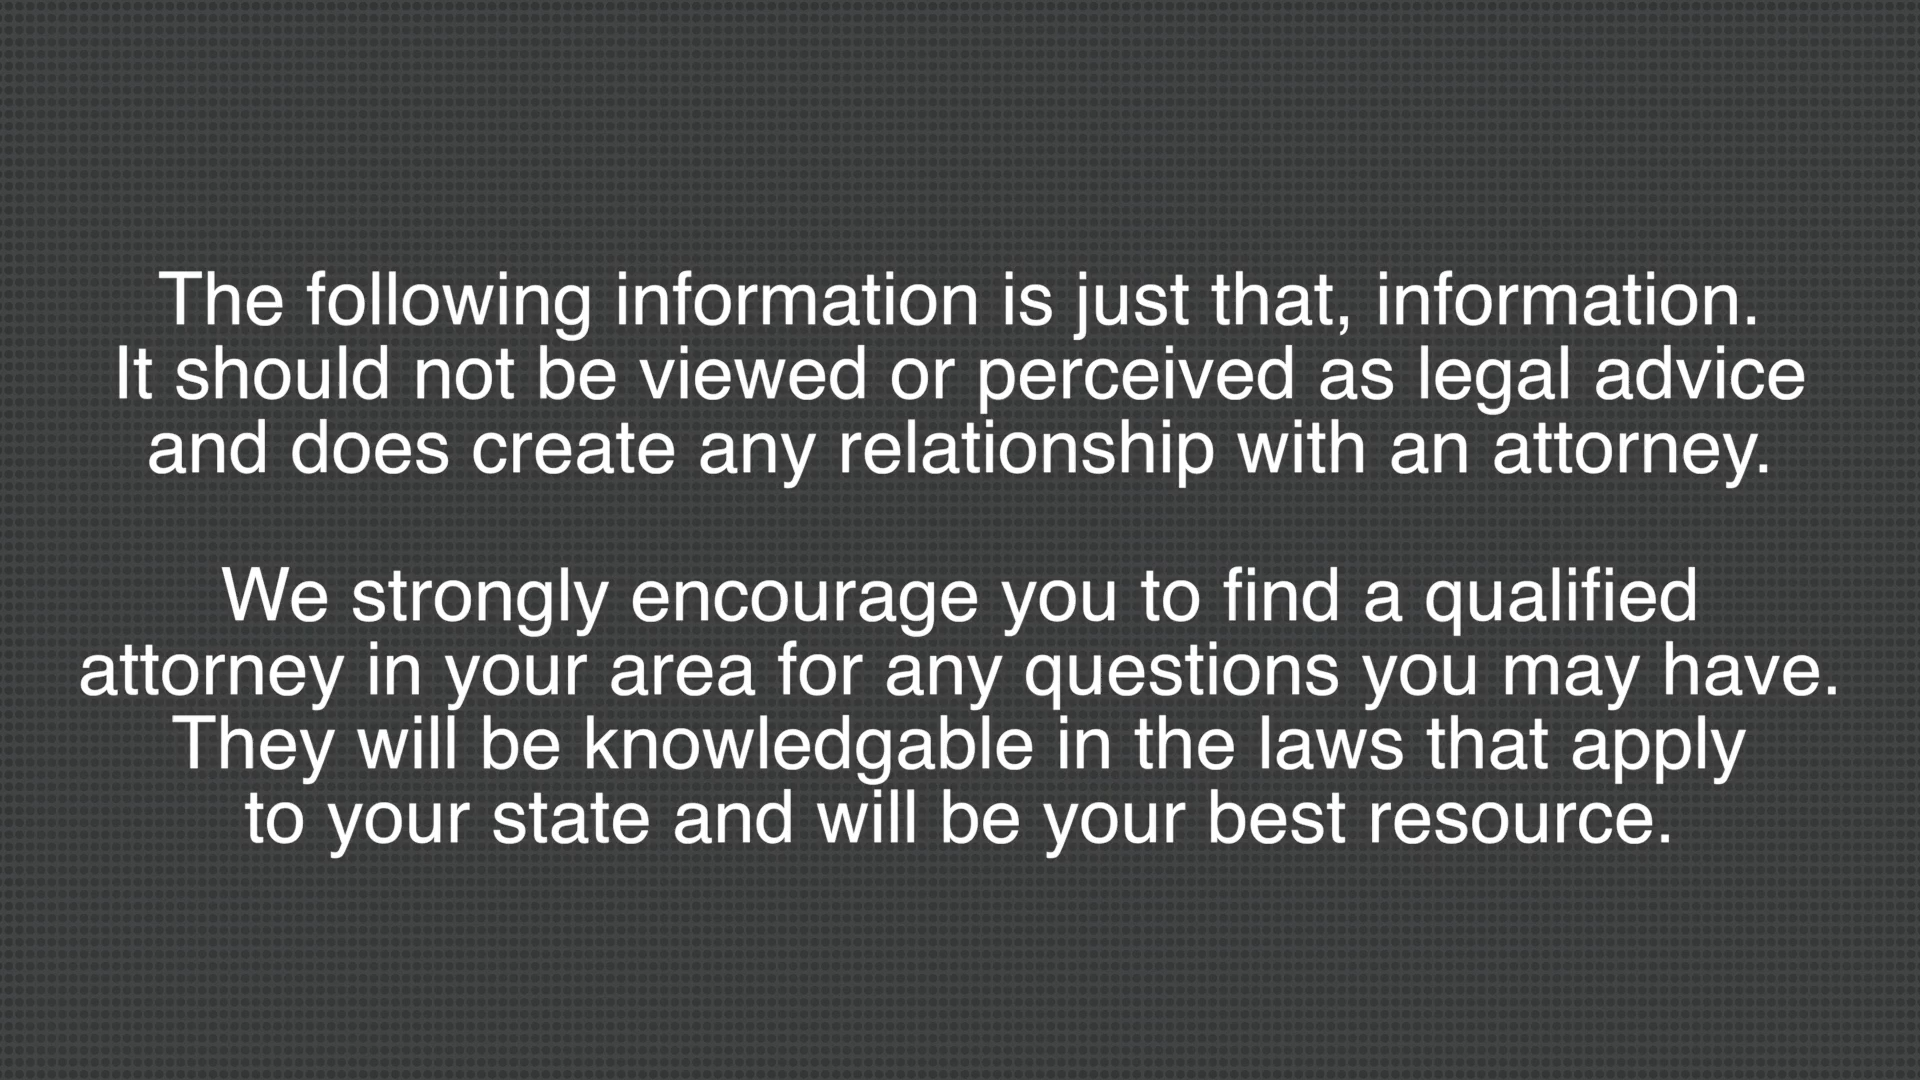 The following information is just that, information.
It should not be viewed or perceived as legal advice
and does create any relationship with an attorney.
We strongly encourage you to find a qualified
attorney in your area for any questions you may have.
They will be knowledgable in the laws that apply
to your state and will be your best resource.